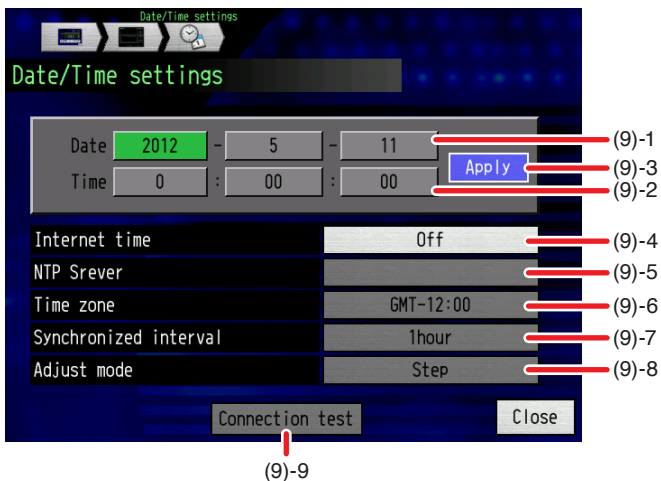 Date/Time settings
Date/Time settings
Date 2012 - 5 - 11 (9)-1
Apply (9)-3
Time 0 : 00 : 00 (9)-2
Internet time Off (9)-4
NTP Srever (9)-5
Time zone GMT-12:00 (9)-6
Synchronized interval 1hour (9)-7
Adjust mode Step (9)-8
Connection test Close
(9)-9